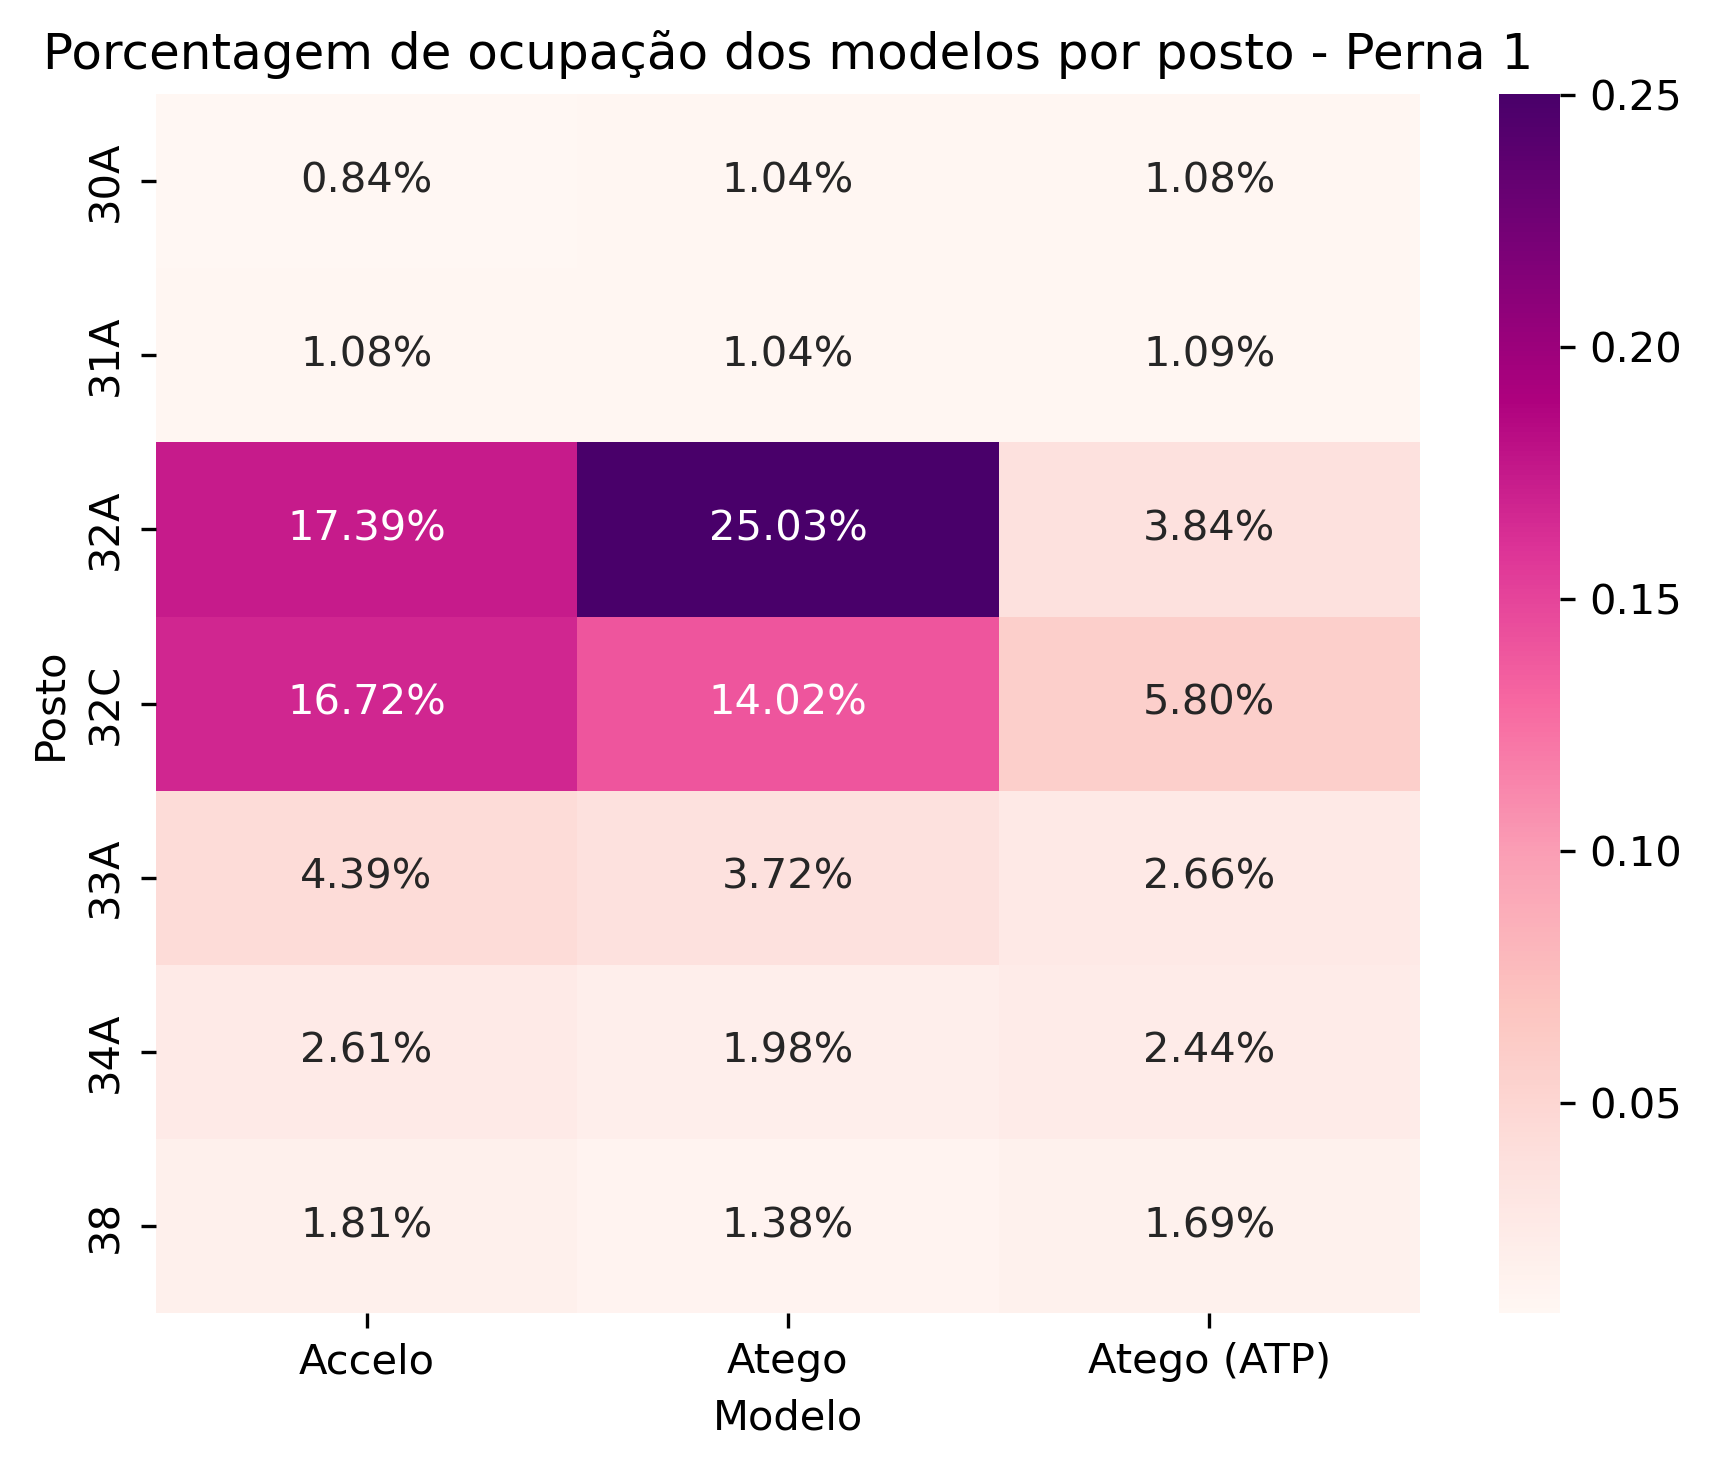 Porcentagem de ocupação dos modelos por posto - Perna 1
0.25
30A 0.84% 1.04% 1.08%
31A 1.08% 1.04% 1.09%
0.20
32A 17.39% 25.03% 3.84%
0.15
Posto
32C 16.72% 14.02% 5.80%
0.10
33A 4.39% 3.72% 2.66%
34A 2.61% 1.98% 2.44%
0.05
38 1.81% 1.38% 1.69%
Accelo Atego Atego (ATP)
Modelo